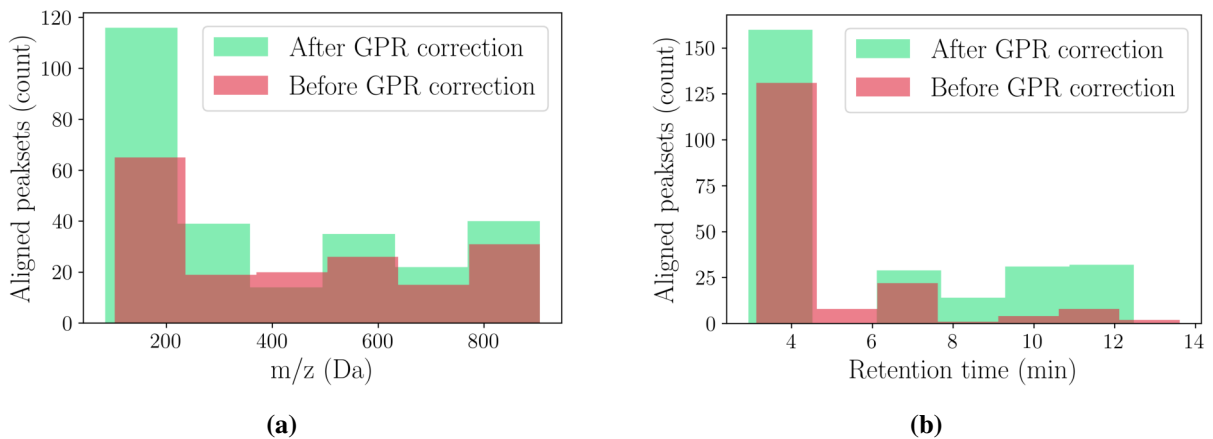 120
100
80
60
40
20
0
Aligned peaksets (count)
After GPR correction
Before GPR correction
200
400
600
800
m/z (Da)
(a)
150
125
100
75
50
25
0
Aligned peaksets (count)
After GPR correction
Before GPR correction
4
6
8
10
12
14
Retention time (min)
(b)